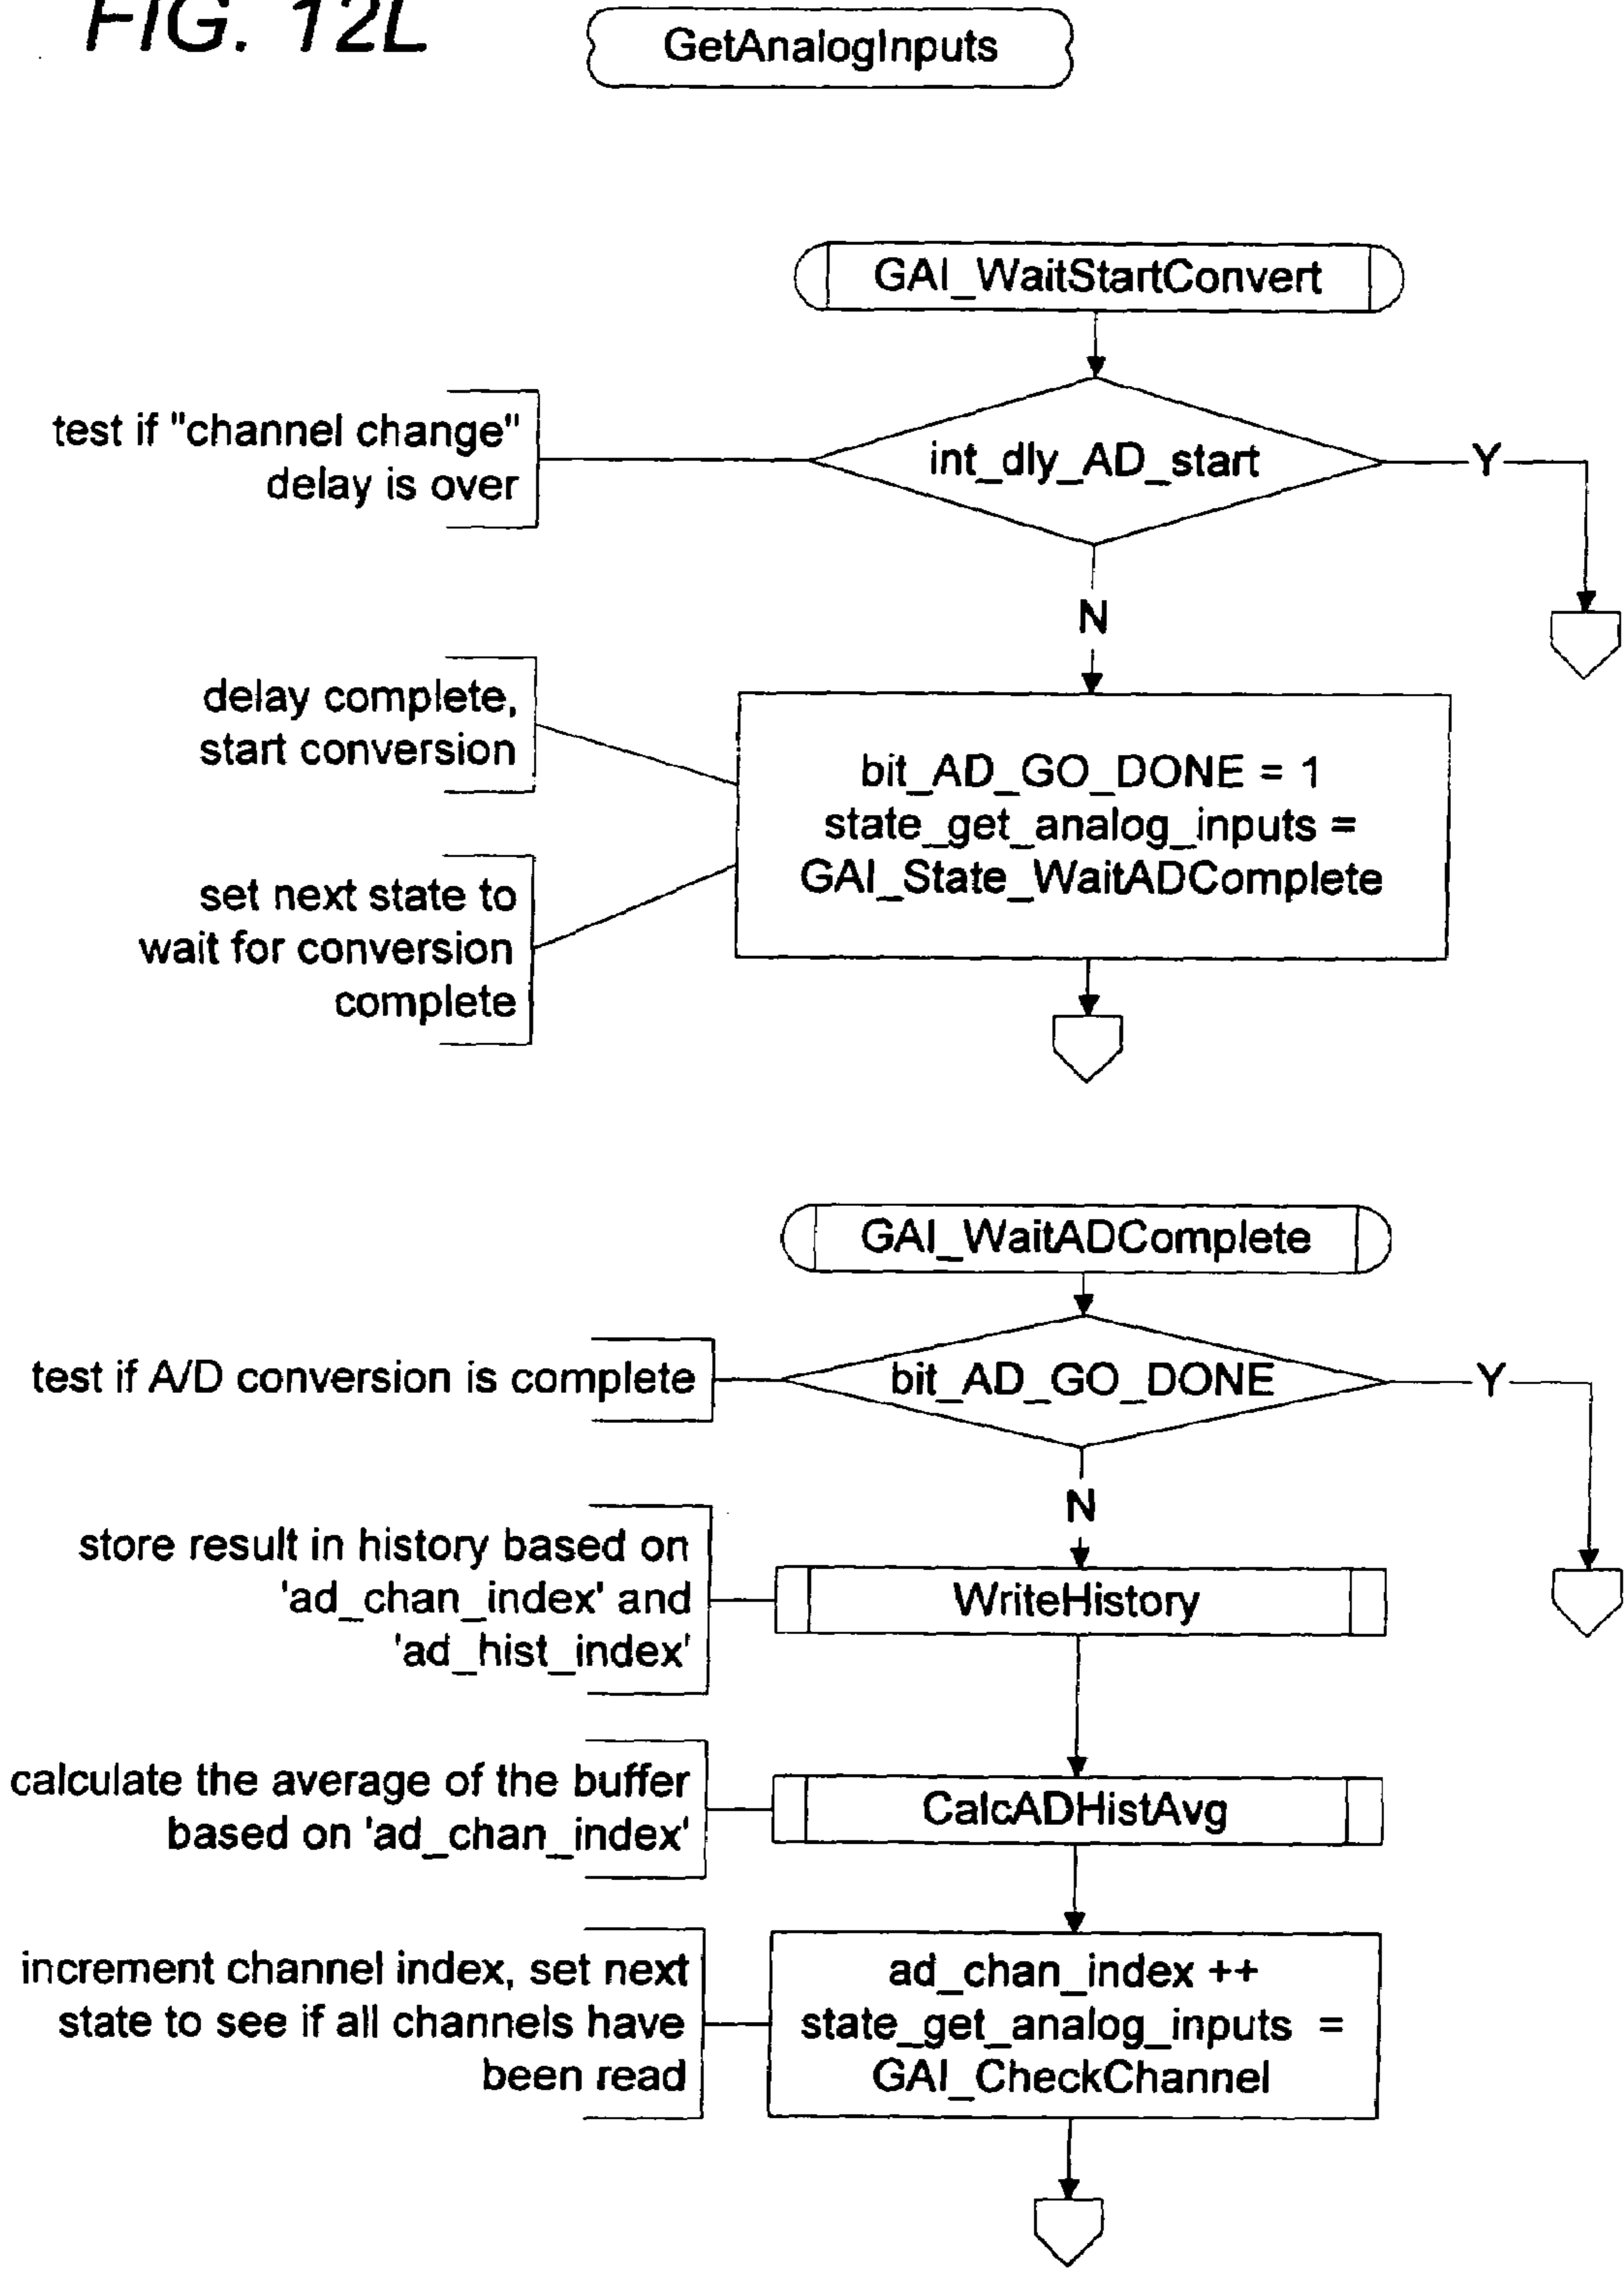 FIG. 12L
GetAnalogInputs
GAI_WaitStartConvert
test if "channel change"
delay is over
int_dly_AD_start
Y
N
delay complete,
start conversion
bit_AD_GO_DONE = 1
state_get_analog_inputs =
GAI_State_WaitADComplete
set next state to
wait for conversion
complete
GAI_WaitADComplete
test if A/D conversion is complete
bit_AD_GO_DONE
Y
N
store result in history based on
'ad_chan_index' and
'ad_hist_index'
WriteHistory
calculate the average of the buffer
based on 'ad_chan_index'
CalcADHistAvg
increment channel index, set next
state to see if all channels have
been read
ad_chan_index ++
state_get_analog_inputs =
GAI_CheckChannel